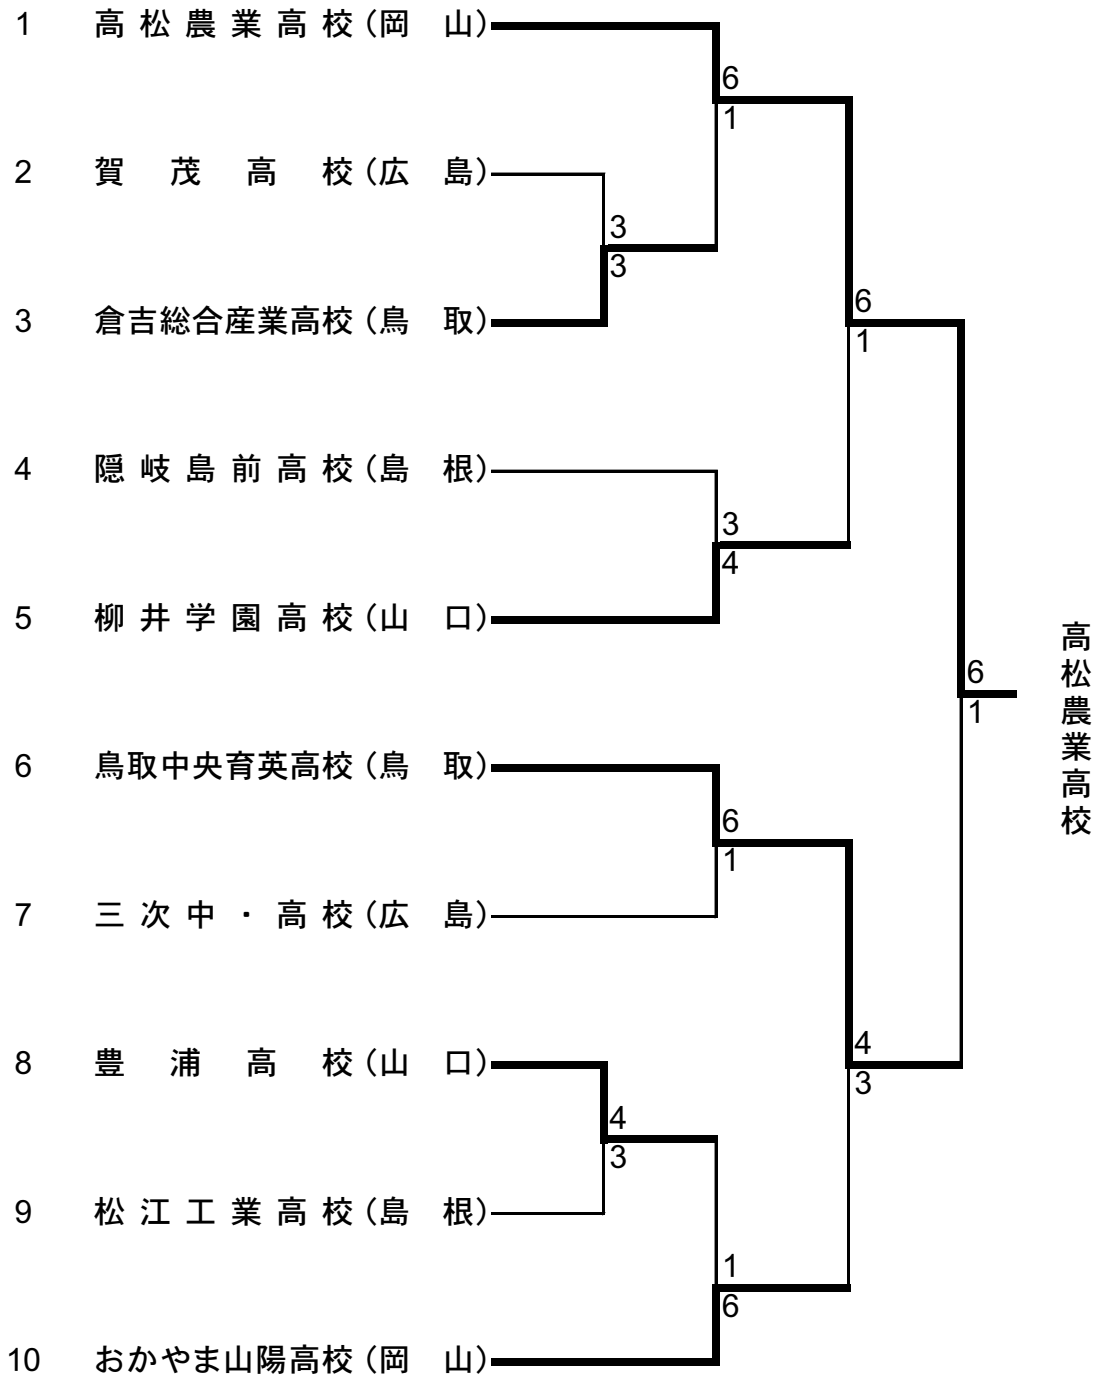 1 高松農業高校(岡 山)
6
1
2 賀茂高校(広 島)
3
3
3 倉吉総合産業高校(鳥 取)
6
1
4 隠岐島前高校(島 根)
3
4
5 柳井学園高校(山 口)
高松農業高校
6
1
6 鳥取中央育英高校(鳥 取)
6
1
7 三次中・高校(広 島)
4
3
8 豊浦高校(山 口)
4
3
9 松江工業高校(島 根)
1
6
10 おかやま山陽高校(岡 山)